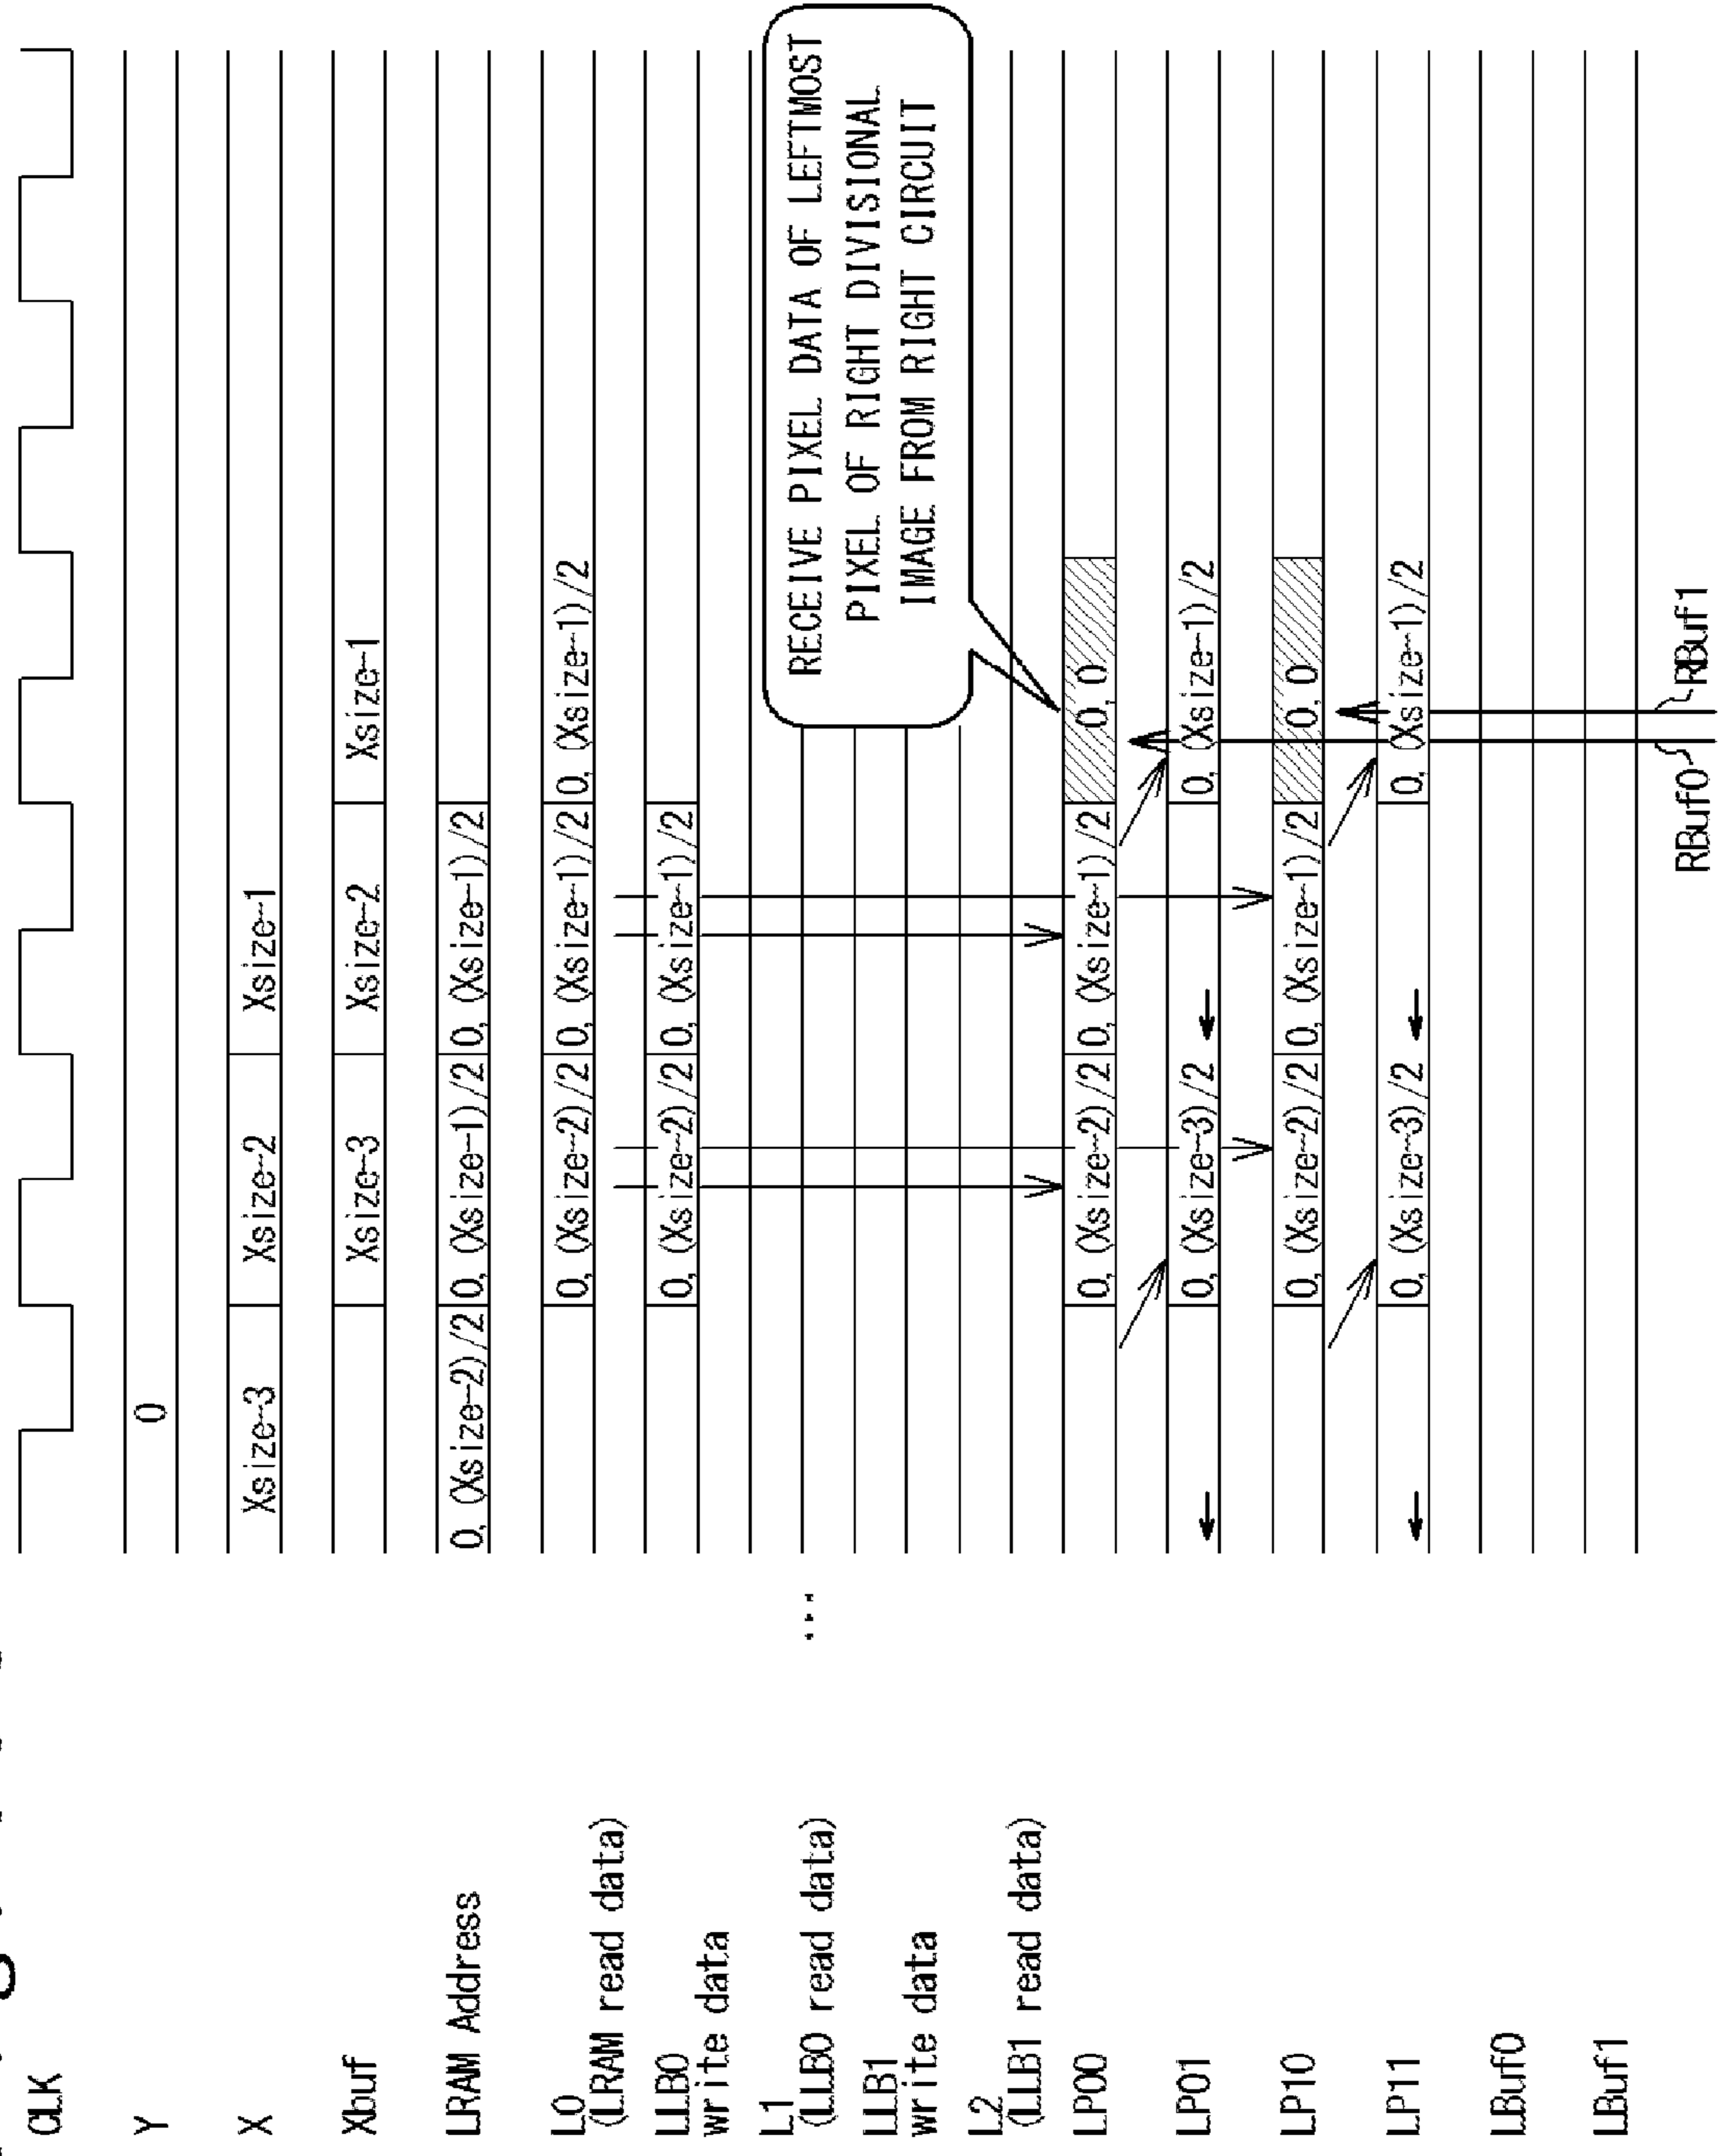 CLK
Y
0
X
Xsize-3 Xsize-2 Xsize-1
Xbuf
Xsize-3 Xsize-2 Xsize-1
LRAM Address
0, (Xsize-2)/2 0, (Xsize-1)/2 0, (Xsize-1)/2
L0
(LRAM read data)
0, (Xsize-2)/2 0, (Xsize-1)/2 0, (Xsize-1)/2
LLB0
write data
0, (Xsize-2)/2 0, (Xsize-1)/2
L1
(LLB0 read data)
...
LLB1
write data
L2
(LLB1 read data)
RECEIVE PIXEL DATA OF LEFTMOST
PIXEL OF RIGHT DIVISIONAL
IMAGE FROM RIGHT CIRCUIT
LP00
0, (Xsize-2)/2 0, (Xsize-1)/2 0, 0
LP01
0, (Xsize-3)/2 0, (Xsize-1)/2
LP10
0, (Xsize-2)/2 0, (Xsize-1)/2 0, 0
LP11
0, (Xsize-3)/2 0, (Xsize-1)/2
LBuf0
LBuf1
RBuf0 RBuf1